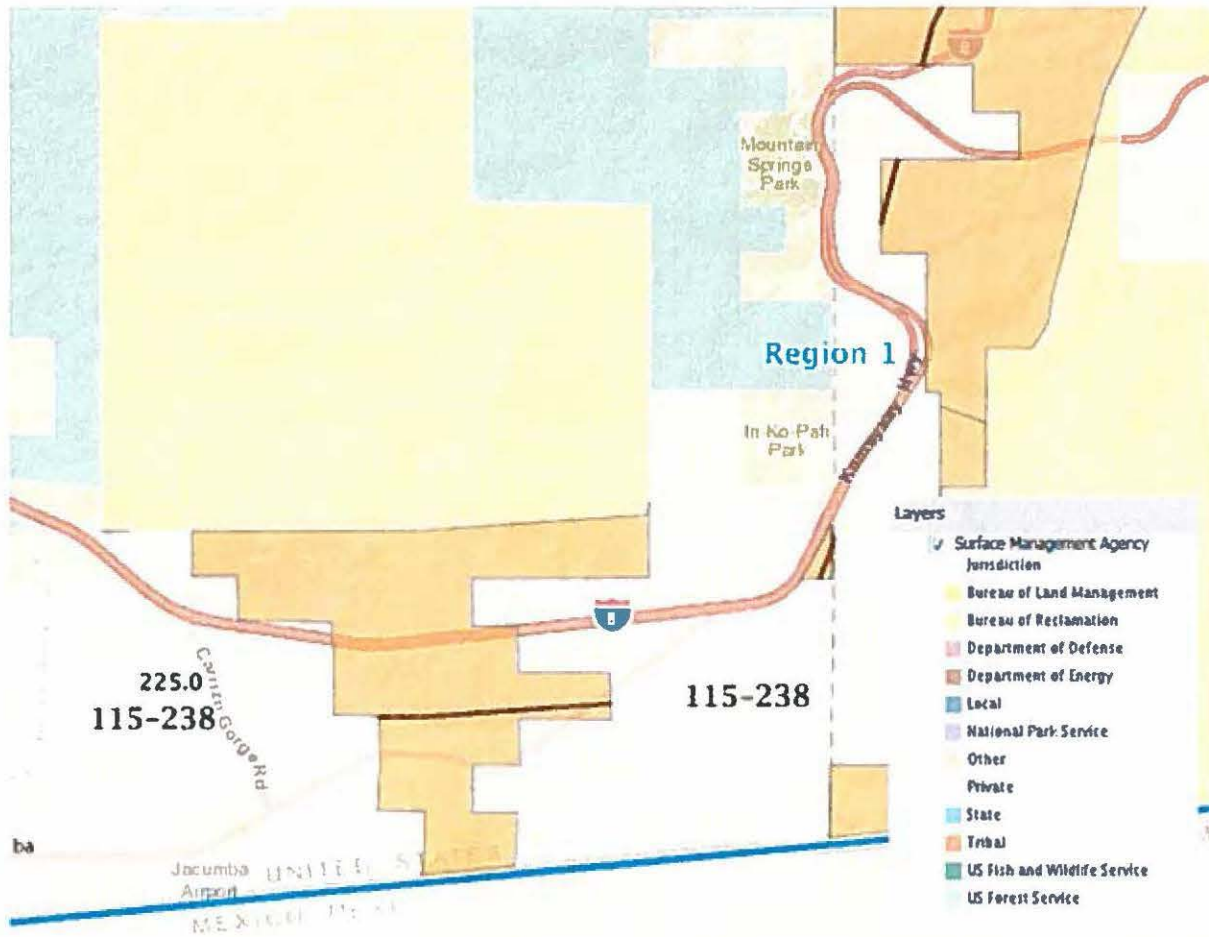 8
Mountain
Springs
Park
Region 1
In-Ko-Pah
Park
Kumeyaay Hwy
8
225.0
115-238
115-238
Carrizo Gorge Rd
ba
Jacumba
Airport
UNITED STATES
Layers
Surface Management Agency
Jurisdiction
Bureau of Land Management
Bureau of Reclamation
Department of Defense
Department of Energy
Local
National Park Service
Other
Private
State
Tribal
US Fish and Wildlife Service
US Forest Service